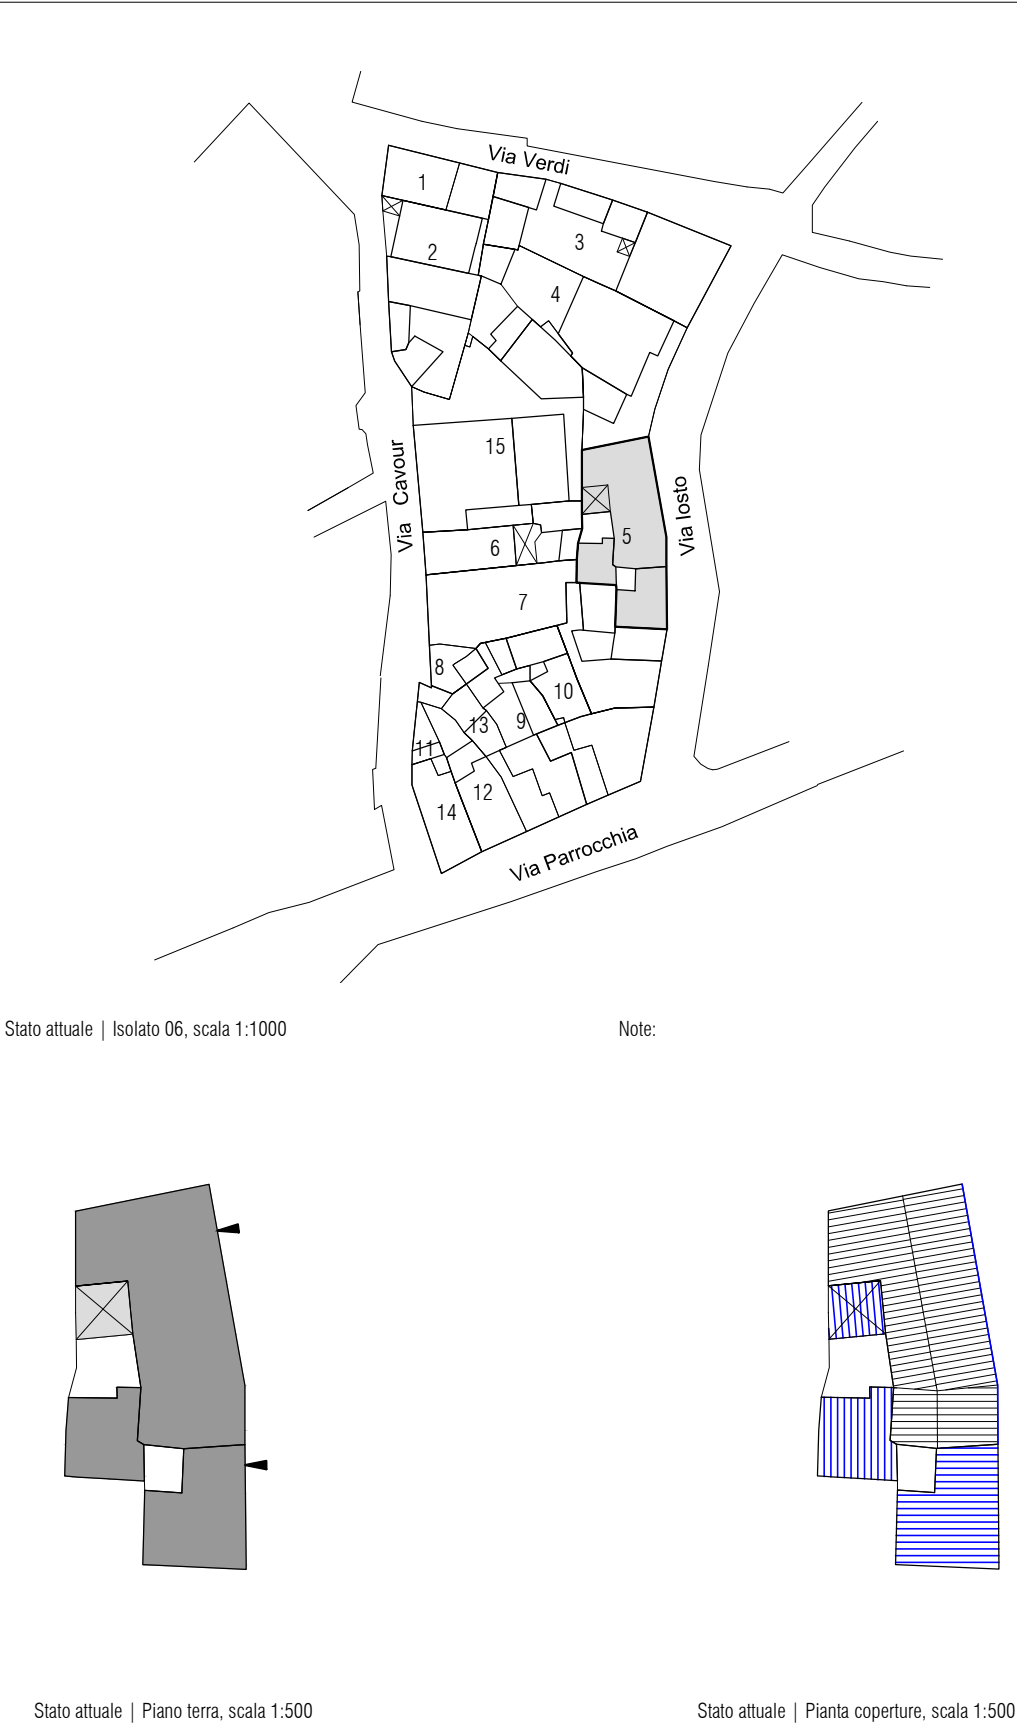 Via Verdi
1
2
3
4
15
Via Cavour
5
Via Iosto
6
7
8
10
9
13
11
12
14
Via Parrocchia
Stato attuale | Isolato 06, scala 1:1000
Note:
Stato attuale | Piano terra, scala 1:500
Stato attuale | Pianta coperture, scala 1:500